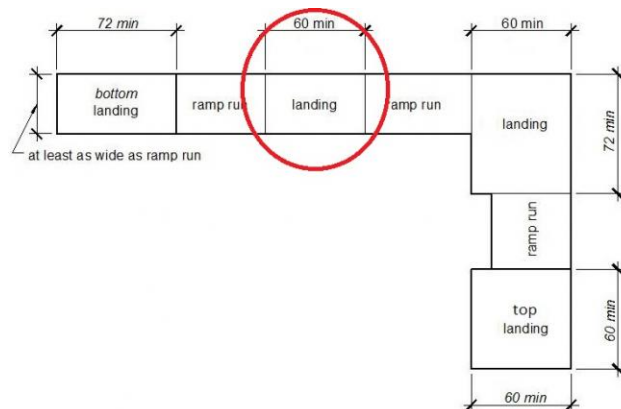 72 min
60 min
60 min
bottom
landing
ramp run
landing
ramp run
landing
at least as wide as ramp run
72 min
ramp run
top
landing
60 min
60 min